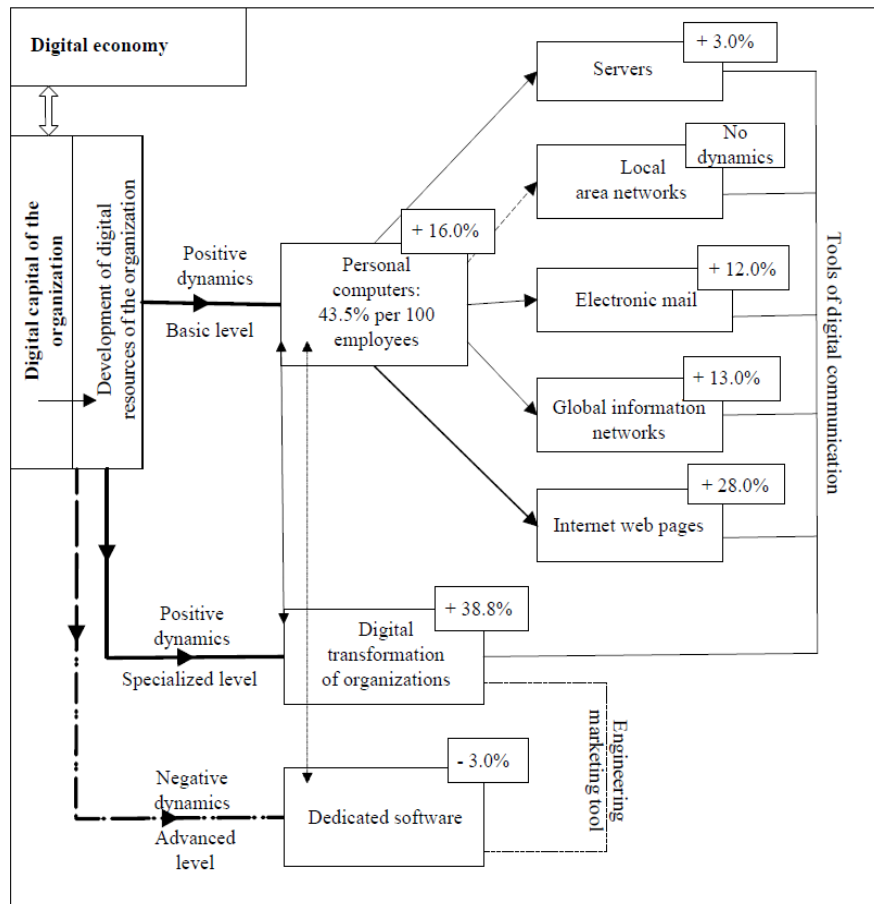 Digital economy
Digital capital of the
organization
Development of digital
resources of the organization
Positive
dynamics
Basic level
+ 16.0%
Personal
computers:
43.5% per 100
employees
+ 3.0%
Servers
No
dynamics
Local
area networks
+ 12.0%
Electronic mail
+ 13.0%
Global information
networks
+ 28.0%
Internet web pages
Tools of digital communication
Positive
dynamics
Specialized level
+ 38.8%
Digital
transformation
of organizations
Engineering
marketing tool
Negative
dynamics
Advanced
level
- 3.0%
Dedicated software